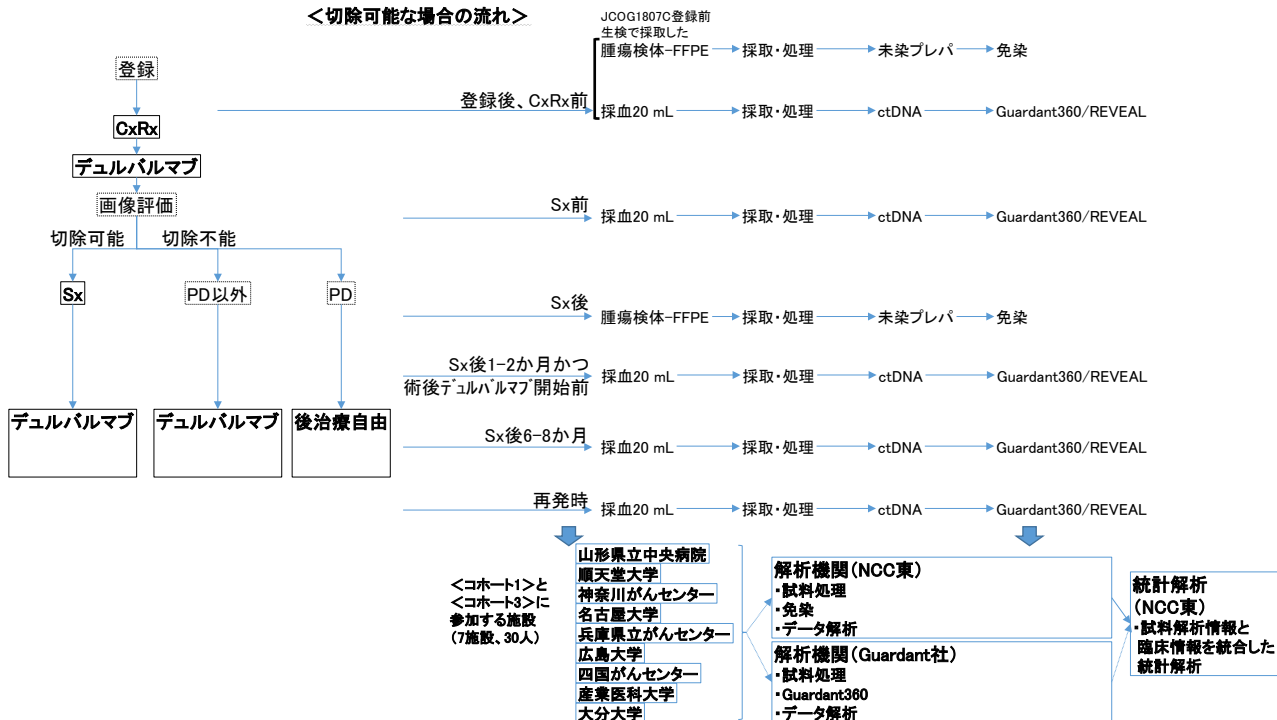 ＜切除可能な場合の流れ＞
JCOG1807C登録前
生検で採取した
腫瘍検体-FFPE 採取・処理 未染プレパ 免染
登録
登録後、CxRx前
採血20 mL 採取・処理 ctDNA Guardant360/REVEAL
CxRx
デュルバルマブ
画像評価
Sx前
採血20 mL 採取・処理 ctDNA Guardant360/REVEAL
切除可能 切除不能
Sx PD以外 PD
Sx後
腫瘍検体-FFPE 採取・処理 未染プレパ 免染
Sx後1-2か月かつ
術後デュルバルマブ開始前
採血20 mL 採取・処理 ctDNA Guardant360/REVEAL
デュルバルマブ デュルバルマブ 後治療自由
Sx後6-8か月
採血20 mL 採取・処理 ctDNA Guardant360/REVEAL
再発時
採血20 mL 採取・処理 ctDNA Guardant360/REVEAL
＜コホート1＞と
＜コホート3＞に
参加する施設
（7施設、30人）
山形県立中央病院
順天堂大学
神奈川がんセンター
名古屋大学
兵庫県立がんセンター
広島大学
四国がんセンター
産業医科大学
大分大学
解析機関（NCC東）
・試料処理
・免染
・データ解析
解析機関（Guardant社）
・試料処理
・Guardant360
・データ解析
統計解析
（NCC東）
・試料解析情報と
臨床情報を統合した
統計解析